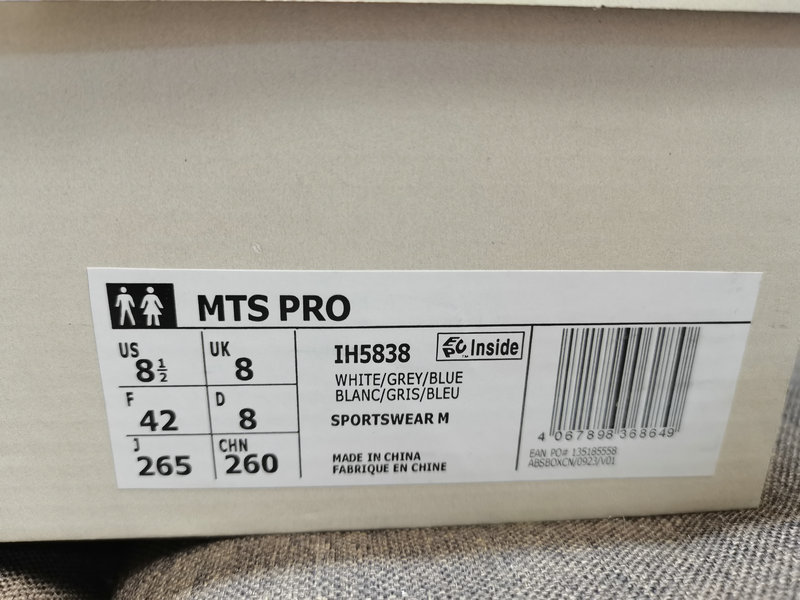 MTS PRO
US 8½
UK 8
F 42
D 8
J 265
CHN 260
IH5838
EPC Inside
WHITE/GREY/BLUE
BLANC/GRIS/BLEU
SPORTSWEAR M
MADE IN CHINA
FABRIQUE EN CHINE
4 067898 368649
EAN PO# 135185558
ABSBOXCN/0923/V01